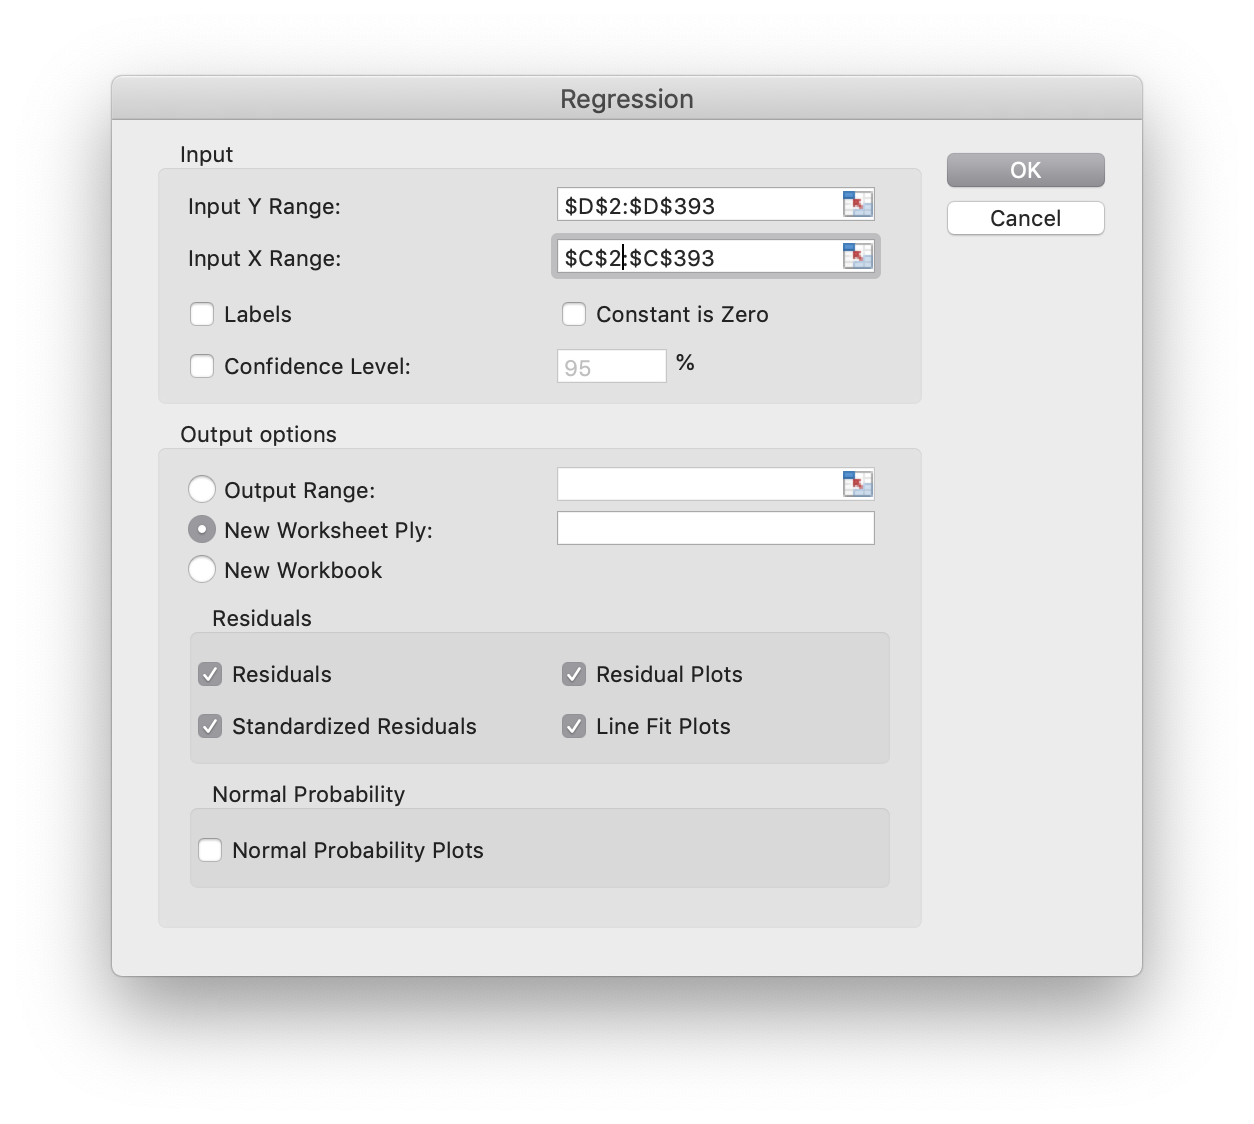 Regression
Input
OK
Input Y Range: $D$2:$D$393
Cancel
Input X Range: $C$2:$C$393
Labels Constant is Zero
Confidence Level: 95 %
Output options
Output Range:
New Worksheet Ply:
New Workbook
Residuals
Residuals Residual Plots
Standardized Residuals Line Fit Plots
Normal Probability
Normal Probability Plots